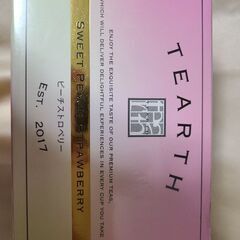 ENJOY THE EXQUISITE TASTE OF OUR PREMIUM TEAS,
WHICH WILL DELIVER DELIGHTFUL EXPERIENCES IN EVERY CUP YOU TAKE
TEARTH
SWEET PEACH STRAWBERRY
ピーチストロベリー
EST. 2017